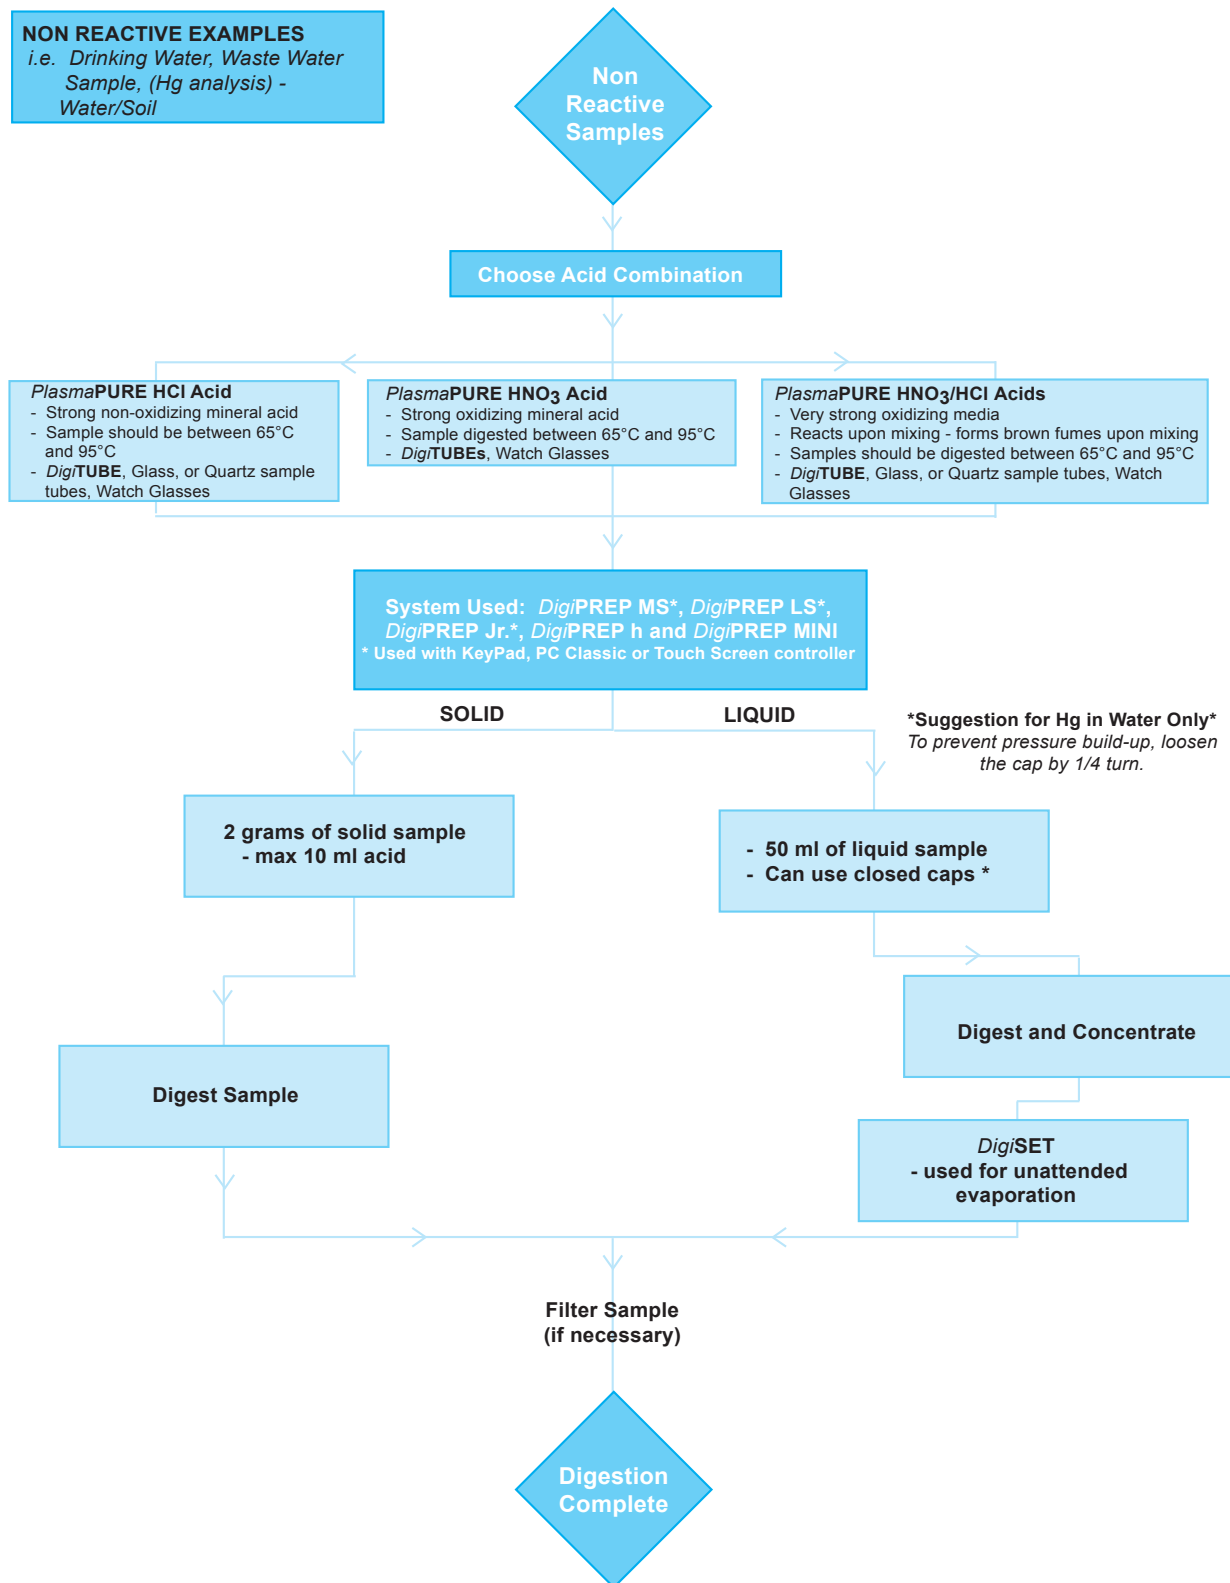 NON REACTIVE EXAMPLES
i.e. Drinking Water, Waste Water
Sample, (Hg analysis) -
Water/Soil
Non
Reactive
Samples
Choose Acid Combination
PlasmaPURE HCl Acid
- Strong non-oxidizing mineral acid
- Sample should be between 65°C
and 95°C
- DigiTUBE, Glass, or Quartz sample
tubes, Watch Glasses
PlasmaPURE HNO3 Acid
- Strong oxidizing mineral acid
- Sample digested between 65°C and 95°C
- DigiTUBEs, Watch Glasses
PlasmaPURE HNO3/HCl Acids
- Very strong oxidizing media
- Reacts upon mixing - forms brown fumes upon mixing
- Samples should be digested between 65°C and 95°C
- DigiTUBE, Glass, or Quartz sample tubes, Watch
Glasses
System Used: DigiPREP MS*, DigiPREP LS*,
DigiPREP Jr.*, DigiPREP h and DigiPREP MINI
* Used with KeyPad, PC Classic or Touch Screen controller
SOLID
LIQUID
*Suggestion for Hg in Water Only*
To prevent pressure build-up, loosen
the cap by 1/4 turn.
2 grams of solid sample
- max 10 ml acid
- 50 ml of liquid sample
- Can use closed caps *
Digest and Concentrate
Digest Sample
DigiSET
- used for unattended
evaporation
Filter Sample
(if necessary)
Digestion
Complete